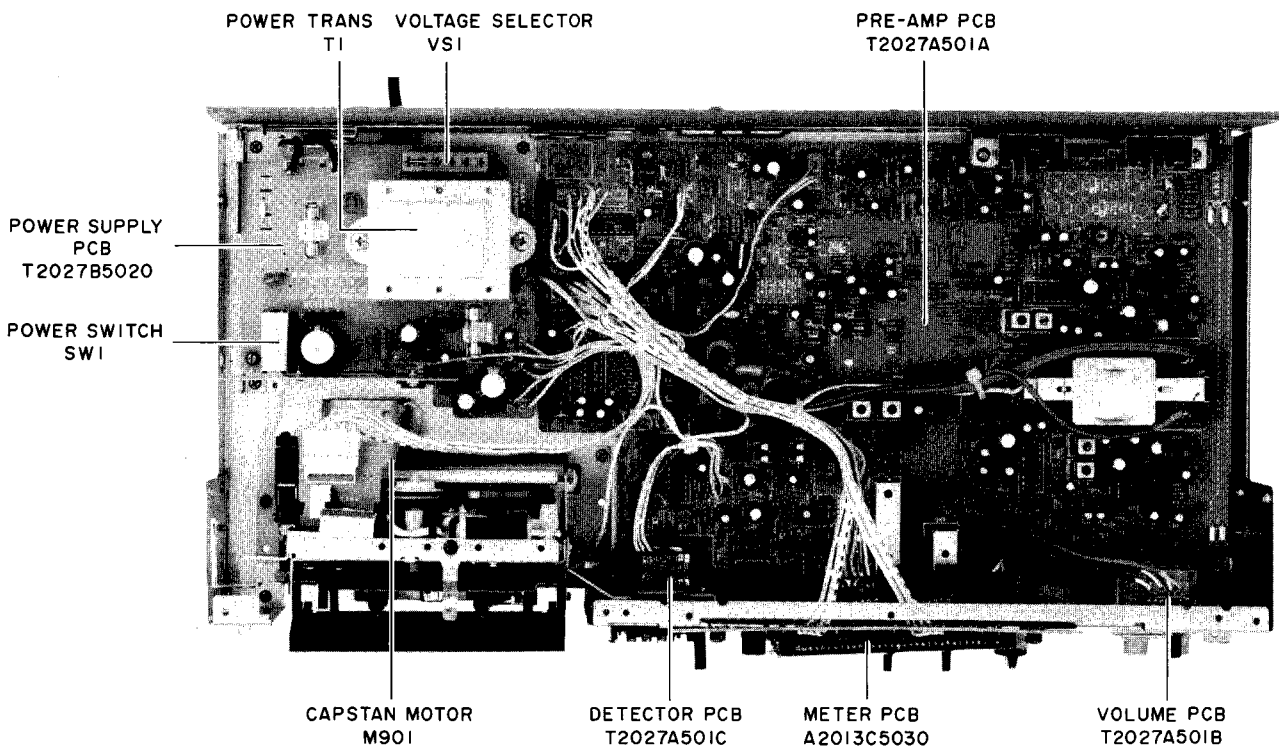 POWER TRANS
T1
VOLTAGE SELECTOR
VS1
PRE-AMP PCB
T2027A501A
POWER SUPPLY
PCB
T2027B5020
POWER SWITCH
SW1
CAPSTAN MOTOR
M901
DETECTOR PCB
T2027A501C
METER PCB
A2013C5030
VOLUME PCB
T2027A501B